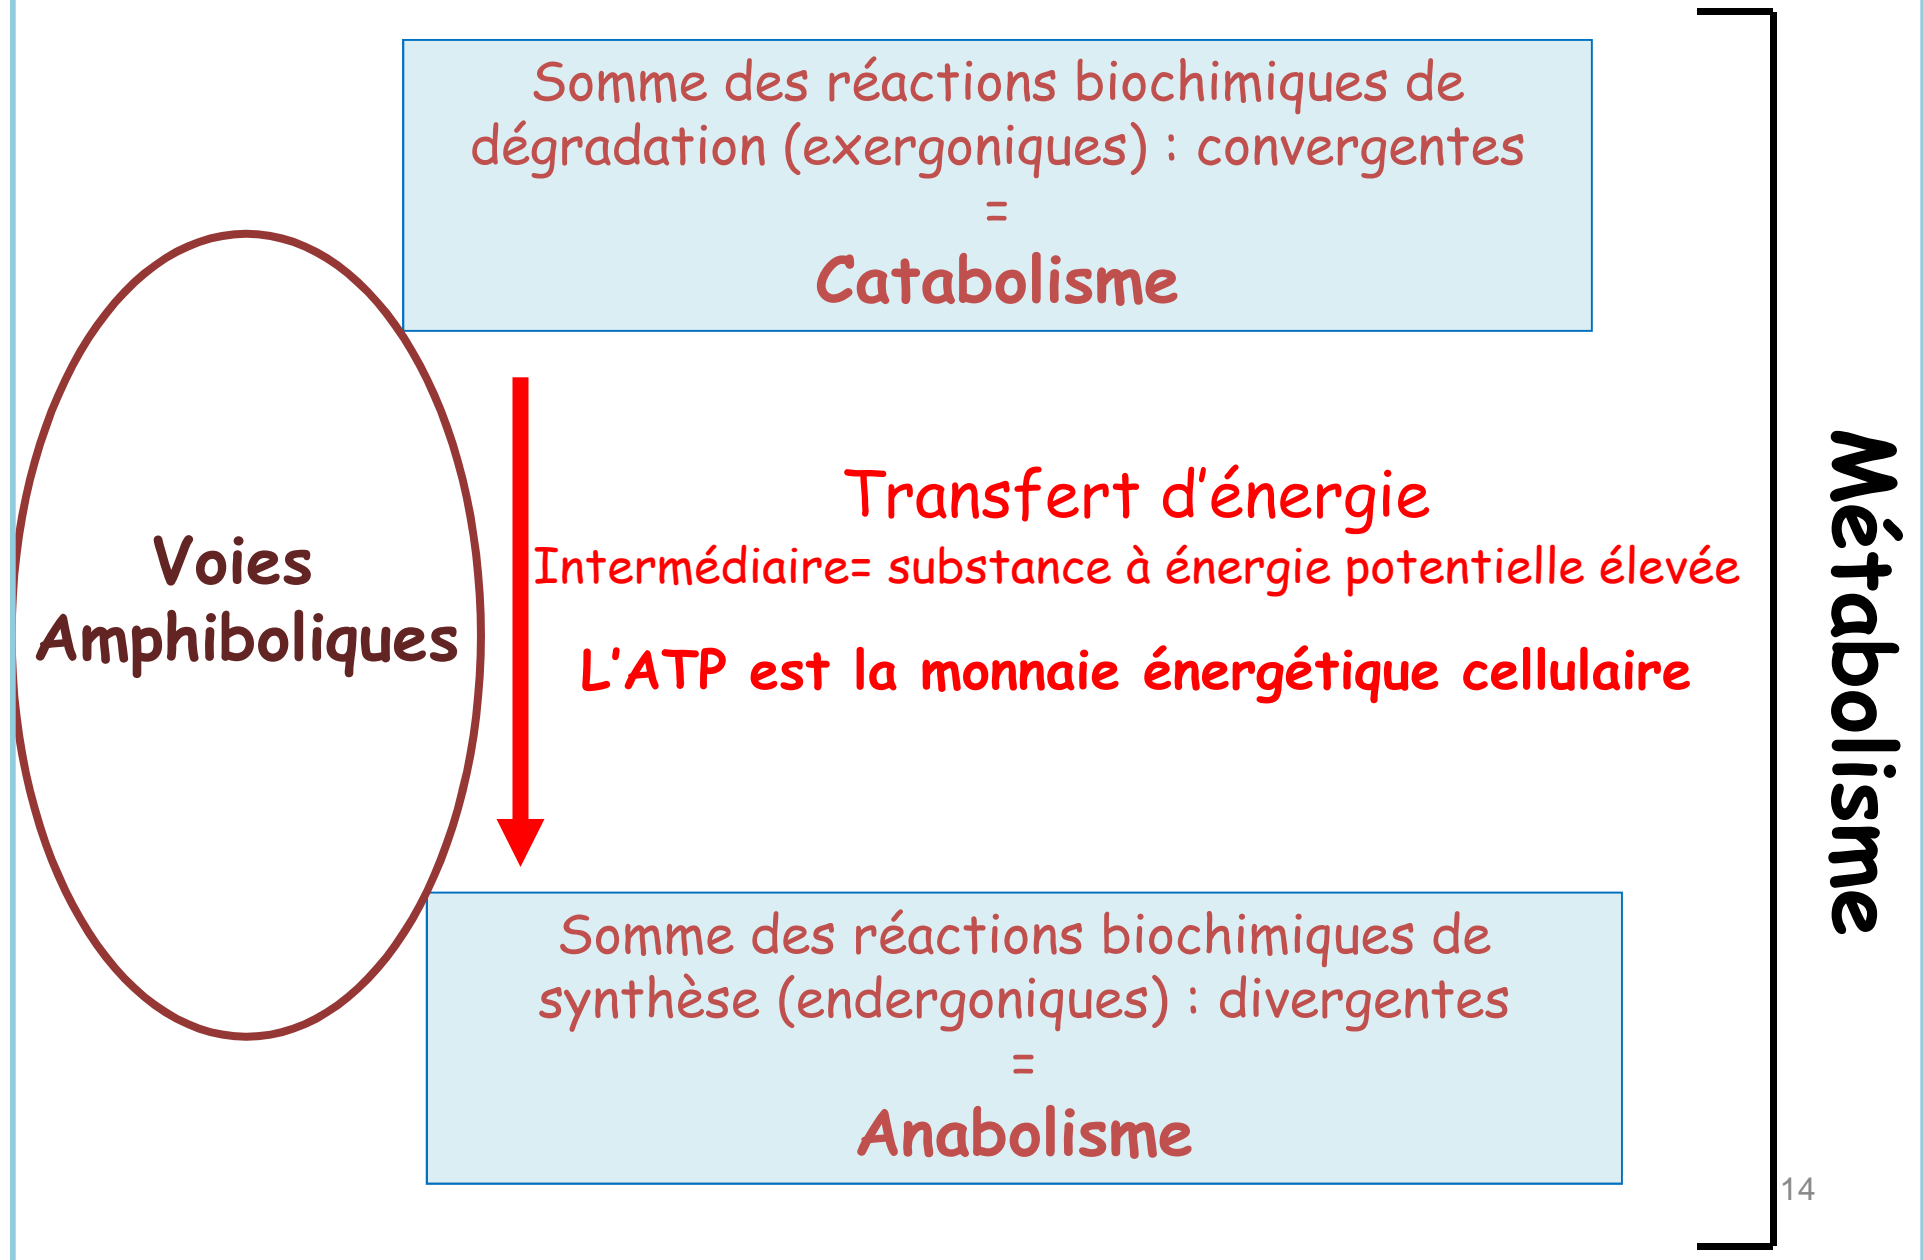 Somme des réactions biochimiques de
dégradation (exergoniques) : convergentes
=
Catabolisme
Voies
Amphiboliques
Transfert d’énergie
Intermédiaire= substance à énergie potentielle élevée
L’ATP est la monnaie énergétique cellulaire
Somme des réactions biochimiques de
synthèse (endergoniques) : divergentes
=
Anabolisme
Métabolisme
14